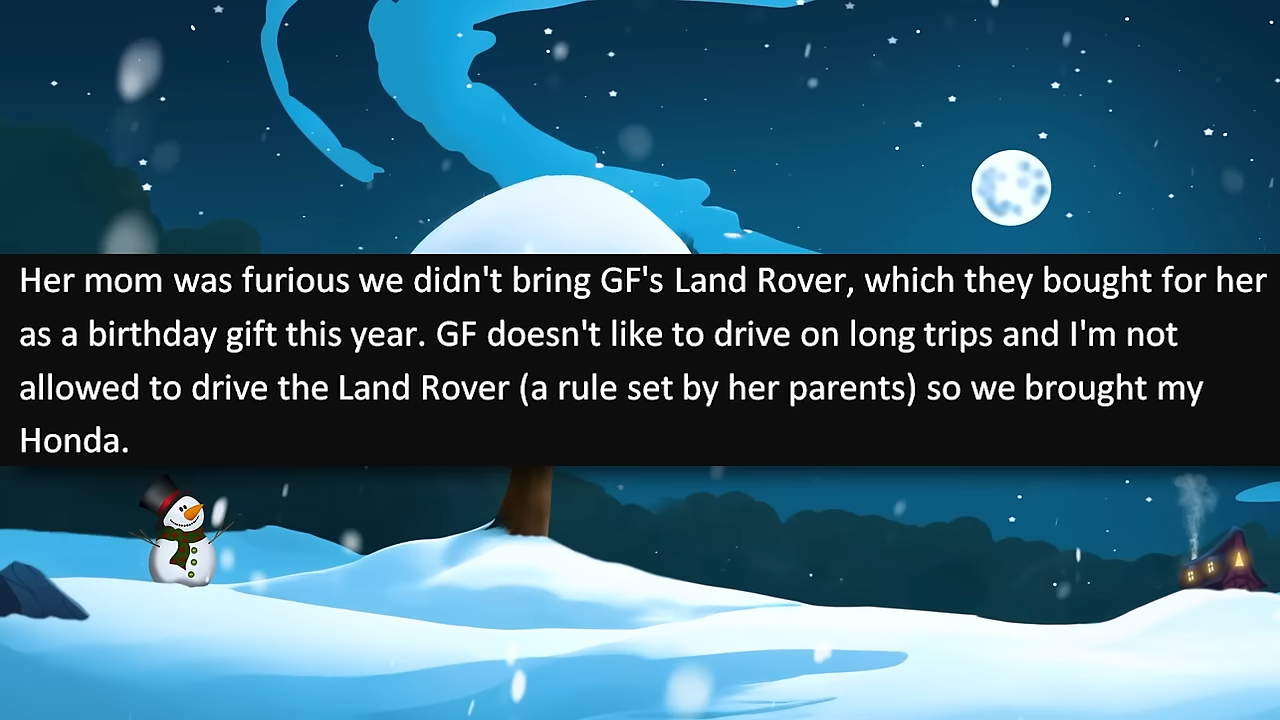 Her mom was furious we didn't bring GF's Land Rover, which they bought for her
as a birthday gift this year. GF doesn't like to drive on long trips and I'm not
allowed to drive the Land Rover (a rule set by her parents) so we brought my
Honda.